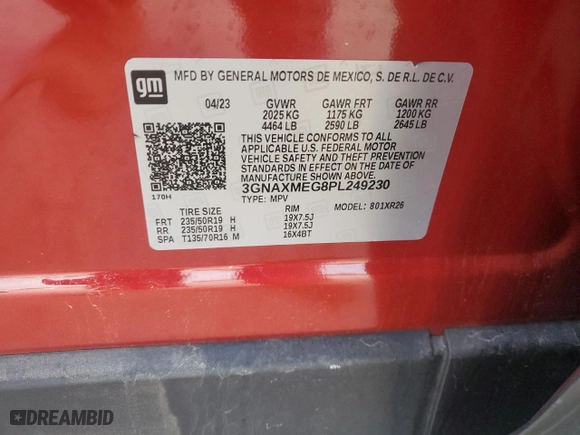 gm MFD BY GENERAL MOTORS DE MEXICO, S. DE R.L. DE C.V.
04/23 GVWR GAWR FRT GAWR RR
2025 KG 1175 KG 1200 KG
4464 LB 2590 LB 2645 LB
THIS VEHICLE CONFORMS TO ALL
APPLICABLE U.S. FEDERAL MOTOR
VEHICLE SAFETY AND THEFT PREVENTION
STANDARDS IN EFFECT ON THE DATE OF
MANUFACTURE SHOWN ABOVE.
170H 3GNAXMEG8PL249230
TYPE: MPV MODEL: 801XR26
TIRE SIZE RIM
FRT 235/50R19 H 19X7.5J
RR 235/50R19 H 19X7.5J
SPA T135/70R16 M 16X4BT
DREAMBID